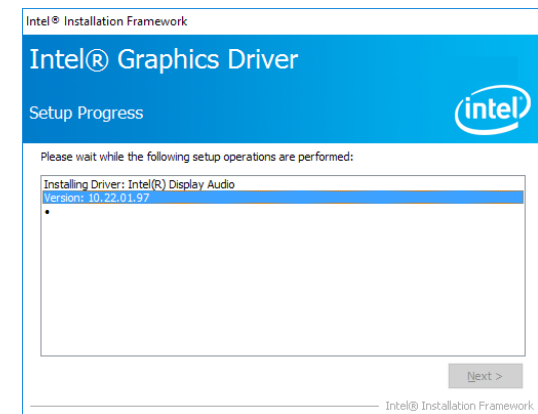 Intel® Installation Framework
Intel® Graphics Driver
Setup Progress
intel
Please wait while the following setup operations are performed:
Installing Driver: Intel(R) Display Audio
Version: 10.22.01.97
•
Next >
Intel® Installation Framework